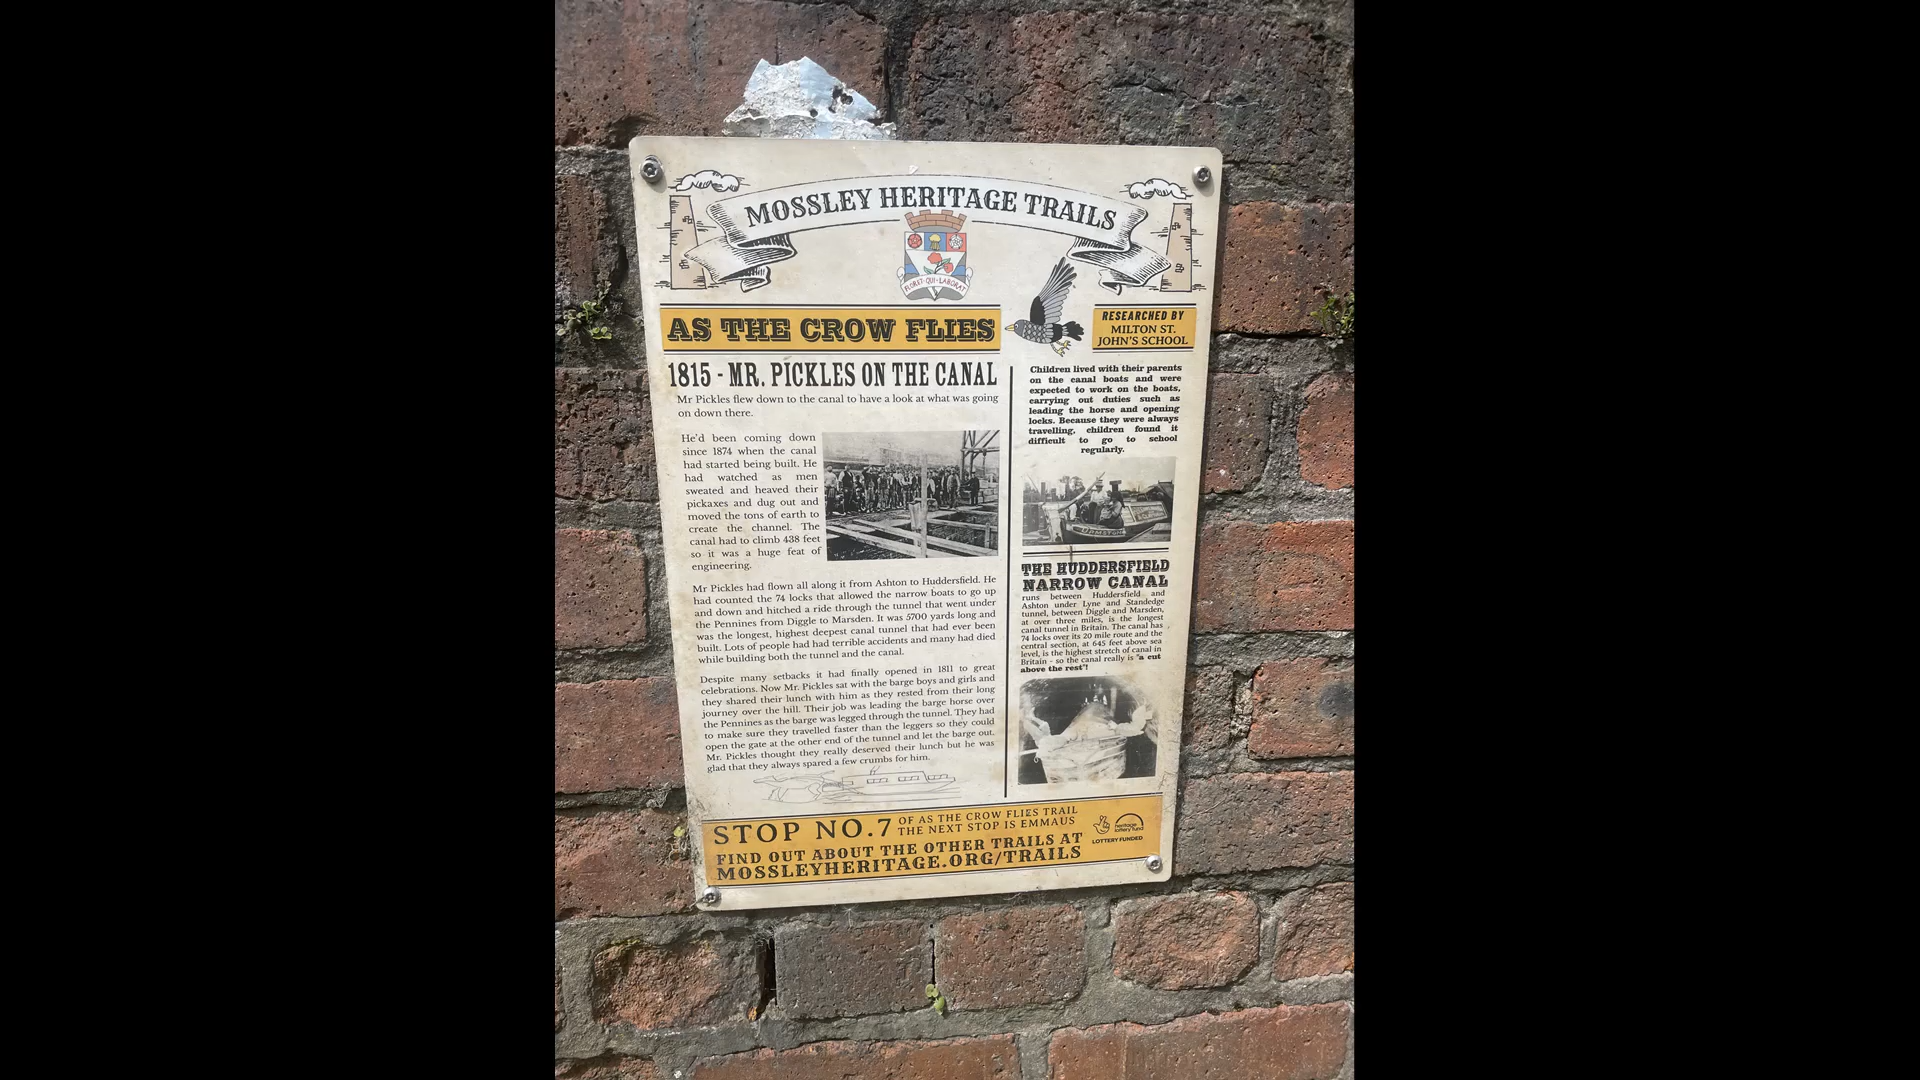 MOSSLEY HERITAGE TRAILS
FLORET·QUI·LABORAT
AS THE CROW FLIES
RESEARCHED BY
MILTON ST.
JOHN'S SCHOOL
1815 - MR. PICKLES ON THE CANAL
Mr Pickles flew down to the canal to have a look at what was going
on down there.
He'd been coming down
since 1874 when the canal
had started being built. He
had watched as men
sweated and heaved their
pickaxes and dug out and
moved the tons of earth to
create the channel. The
canal had to climb 438 feet
so it was a huge feat of
engineering.
Mr Pickles had flown all along it from Ashton to Huddersfield. He
had counted the 74 locks that allowed the narrow boats to go up
and down and hitched a ride through the tunnel that went under
the Pennines from Diggle to Marsden. It was 5700 yards long and
was the longest, highest deepest canal tunnel that had ever been
built. Lots of people had had terrible accidents and many had died
while building both the tunnel and the canal.
Despite many setbacks it had finally opened in 1811 to great
celebrations. Now Mr. Pickles sat with the barge boys and girls and
they shared their lunch with him as they rested from their long
journey over the hill. Their job was leading the barge horse over
the Pennines as the barge was legged through the tunnel. They had
to make sure they travelled faster than the leggers so they could
open the gate at the other end of the tunnel and let the barge out.
Mr. Pickles thought they really deserved their lunch but he was
glad that they always spared a few crumbs for him.
Children lived with their parents
on the canal boats and were
expected to work on the boats,
carrying out duties such as
leading the horse and opening
locks. Because they were always
travelling, children found it
difficult to go to school
regularly.
THE HUDDERSFIELD
NARROW CANAL
runs between Huddersfield and
Ashton under Lyne and Standedge
tunnel, between Diggle and Marsden,
at over three miles, is the longest
canal tunnel in Britain. The canal has
74 locks over its 20 mile route and the
central section, at 645 feet above sea
level, is the highest stretch of canal in
Britain - so the canal really is "a cut
above the rest"!
STOP NO.7
OF AS THE CROW FLIES TRAIL
THE NEXT STOP IS EMMAUS
FIND OUT ABOUT THE OTHER TRAILS AT
MOSSLEYHERITAGE.ORG/TRAILS
heritage
lottery fund
LOTTERY FUNDED